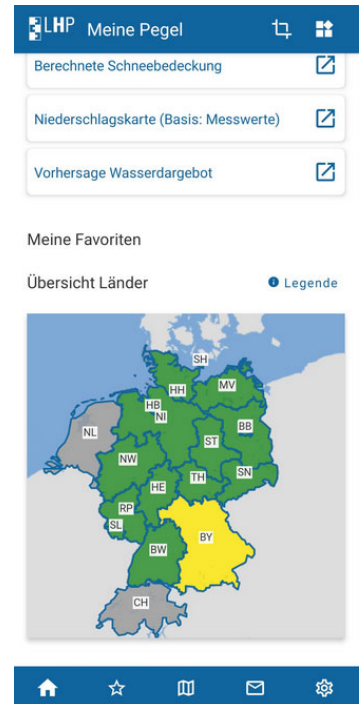 LHP Meine Pegel
Berechnete Schneebedeckung
Niederschlagskarte (Basis: Messwerte)
Vorhersage Wasserdargebot
Meine Favoriten
Übersicht Länder
Legende
SH
HH
MV
HB
NI
BB
NL
ST
NW
TH
SN
HE
RP
SL
BW
BY
CH